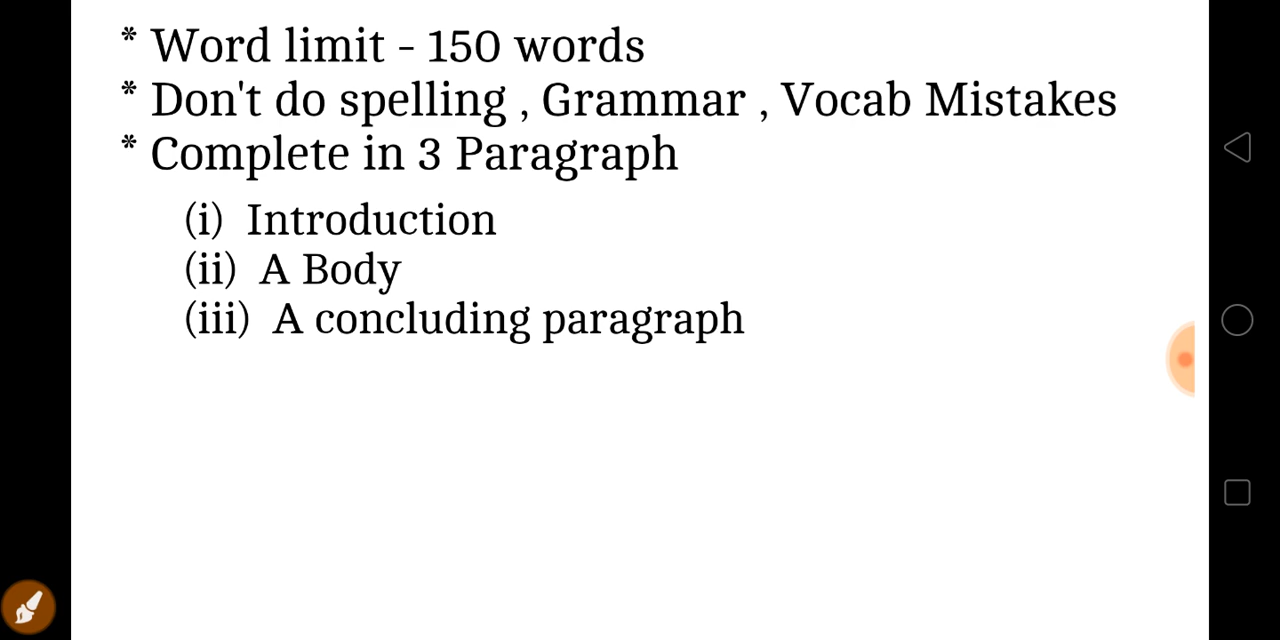 * Word limit - 150 words
* Don't do spelling , Grammar , Vocab Mistakes
* Complete in 3 Paragraph
(i) Introduction
(ii) A Body
(iii) A concluding paragraph